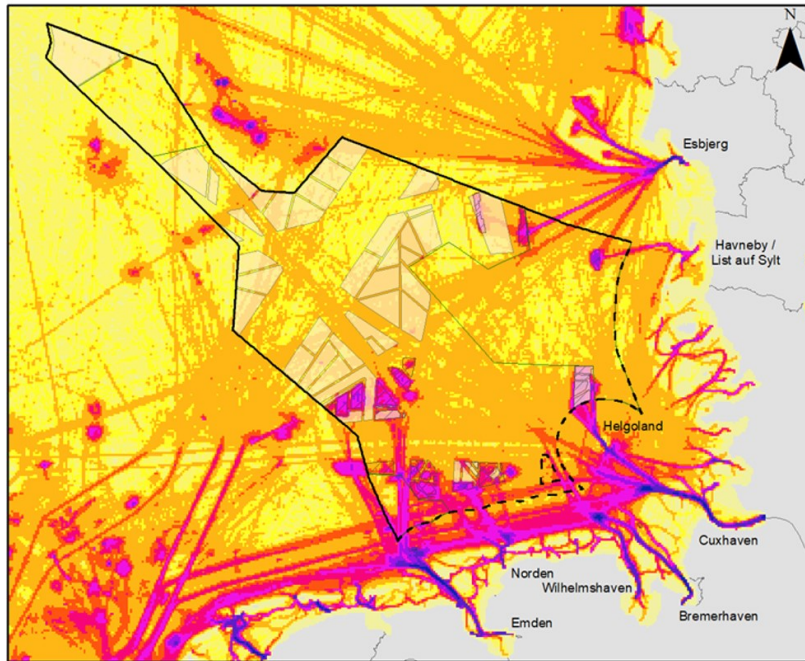 N
Esbjerg
Havneby /
List auf Sylt
Helgoland
Cuxhaven
Norden
Wilhelmshaven
Bremerhaven
Emden